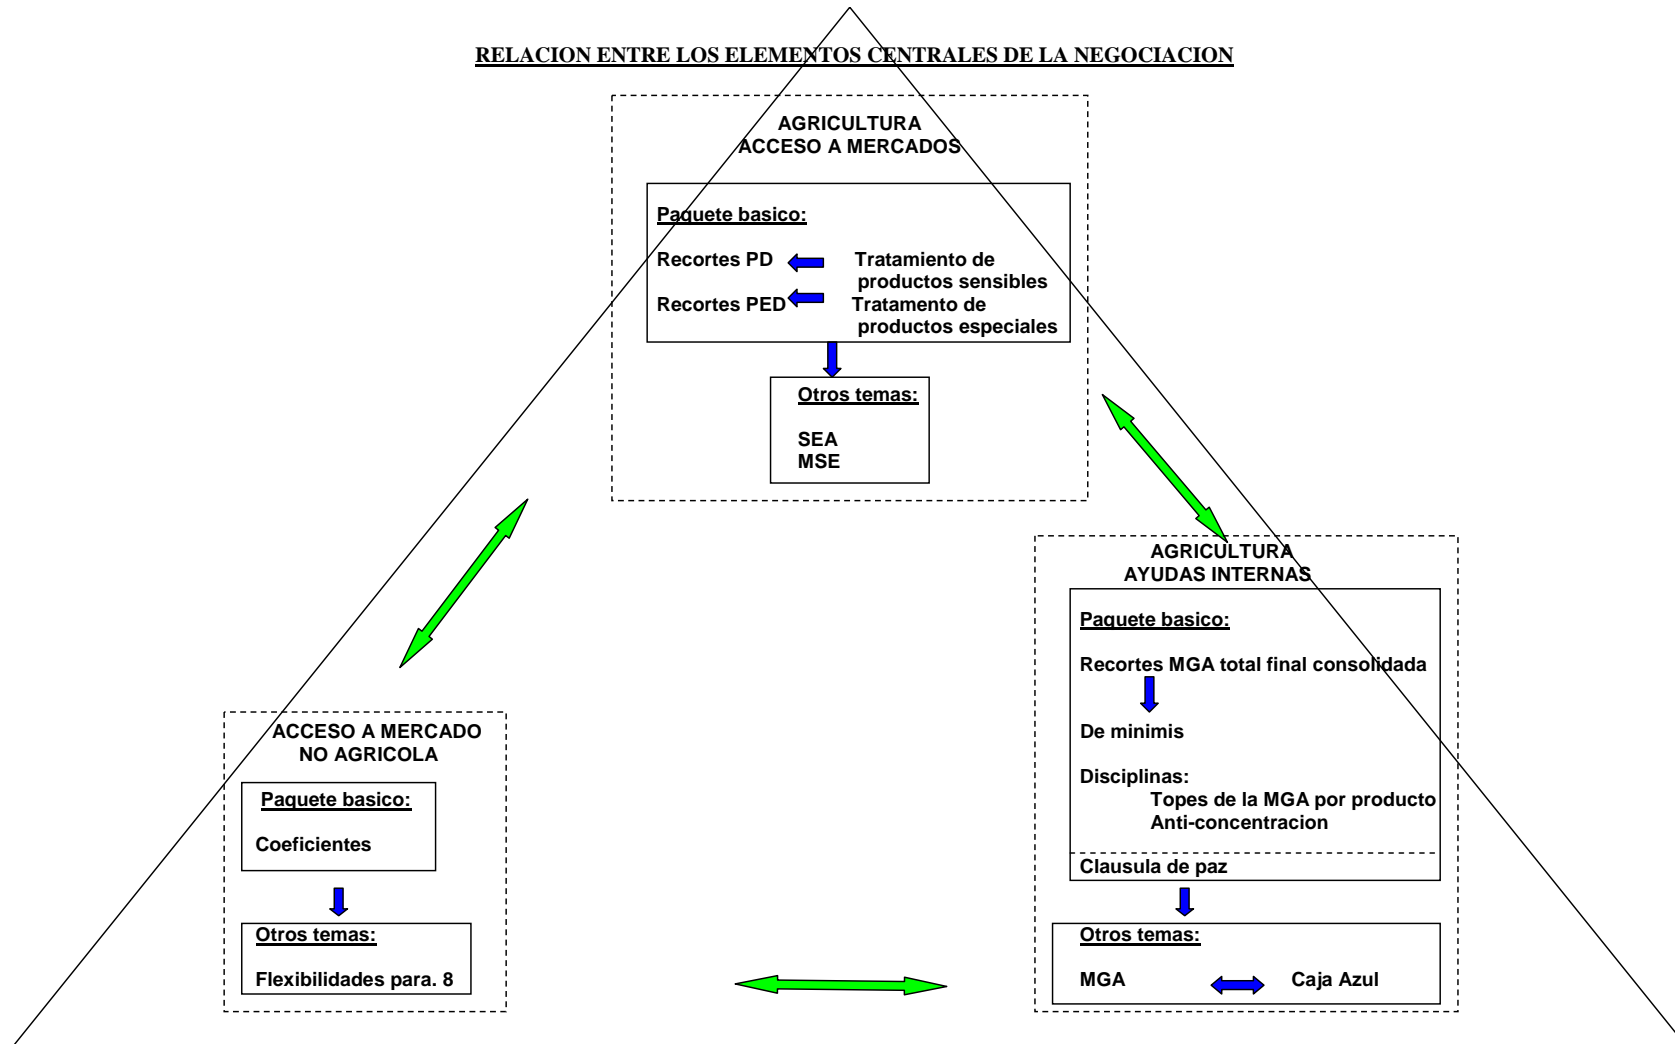 RELACION ENTRE LOS ELEMENTOS CENTRALES DE LA NEGOCIACION
AGRICULTURA
ACCESO A MERCADOS
Paquete basico:
Recortes PD
Tratamiento de
productos sensibles
Recortes PED
Tratamento de
productos especiales
Otros temas:
SEA
MSE
AGRICULTURA
AYUDAS INTERNAS
Paquete basico:
Recortes MGA total final consolidada
De minimis
Disciplinas:
Topes de la MGA por producto
Anti-concentracion
Clausula de paz
Otros temas:
MGA
Caja Azul
ACCESO A MERCADO
NO AGRICOLA
Paquete basico:
Coeficientes
Otros temas:
Flexibilidades para. 8